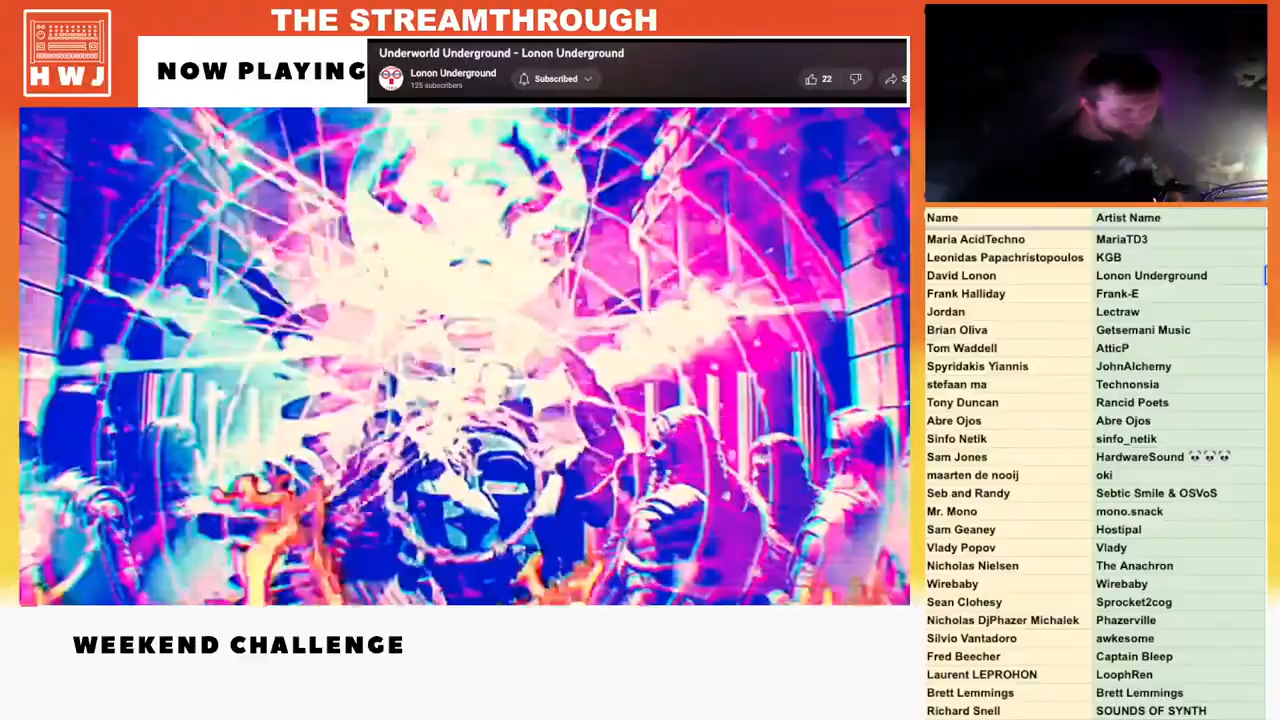 THE STREAMTHROUGH
HWJ
NOW PLAYING
Underworld Underground - Lonon Underground
Lonon Underground
125 subscribers
Subscribed
22
S
Name Artist Name
Maria AcidTechno MariaTD3
Leonidas Papachristopoulos KGB
David Lonon Lonon Underground
Frank Halliday Frank-E
Jordan Lectraw
Brian Oliva Getsemani Music
Tom Waddell AtticP
Spyridakis Yiannis JohnAlchemy
stefaan ma Technonsia
Tony Duncan Rancid Poets
Abre Ojos Abre Ojos
Sinfo Netik sinfo_netik
Sam Jones HardwareSound 🐼🐼🐼
maarten de nooij oki
Seb and Randy Sebtic Smile & OSVoS
Mr. Mono mono.snack
Sam Geaney Hostipal
Vlady Popov Vlady
Nicholas Nielsen The Anachron
Wirebaby Wirebaby
Sean Clohesy Sprocket2cog
Nicholas DjPhazer Michalek Phazerville
Silvio Vantadoro awkesome
Fred Beecher Captain Bleep
Laurent LEPROHON LoophRen
Brett Lemmings Brett Lemmings
Richard Snell SOUNDS OF SYNTH
WEEKEND CHALLENGE